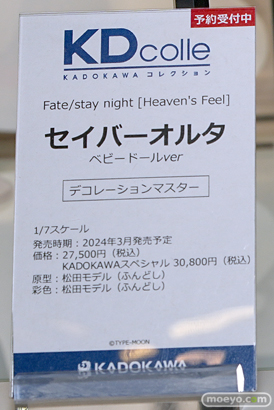 予約受付中
KDcolle
KADOKAWA コレクション
Fate/stay night [Heaven's Feel]
セイバーオルタ
ベビードールver
デコレーションマスター
1/7スケール
発売時期：2024年3月発売予定
価格：27,500円（税込）
KADOKAWAスペシャル 30,800円（税込）
原型：松田モデル（ふんどし）
彩色：松田モデル（ふんどし）
©TYPE-MOON
KADOKAWA
moeyo.com